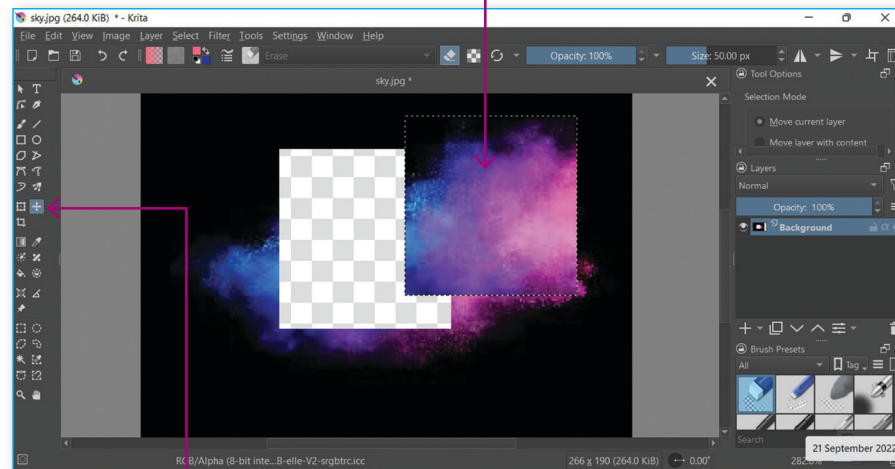 sky.jpg (264.0 KiB) * - Krita
File Edit View Image Layer Select Filter Tools Settings Window Help
Erase Opacity: 100% Size: 50.00 px
sky.jpg *
Tool Options
Selection Mode
Move current layer
Move layer with content
Layers
Normal
Opacity: 100%
Background
Brush Presets
All Tag
Search
21 September 2022
RGB/Alpha (8-bit inte...B-elle-V2-srgbtrc.icc 266 x 190 (264.0 KiB) 0.00°